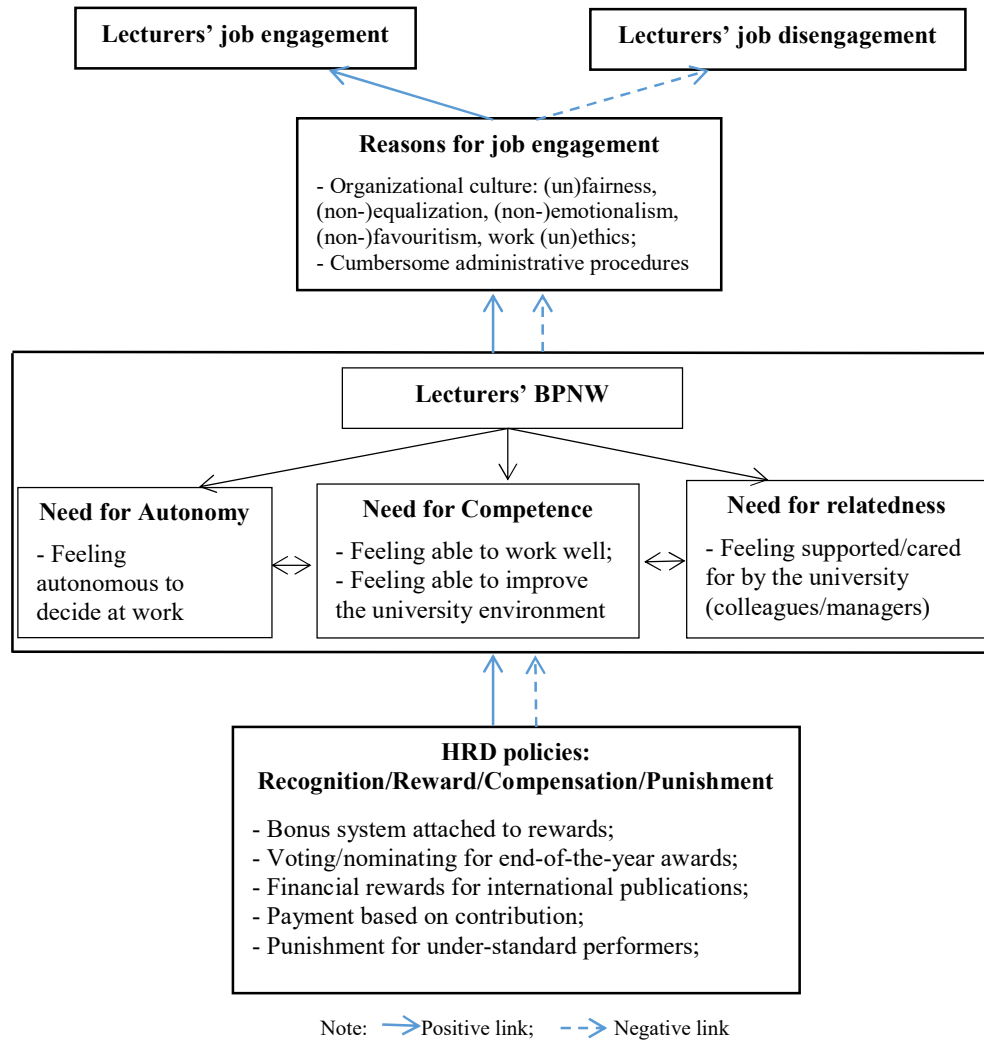 Lecturers’ job engagement
Lecturers’ job disengagement
Reasons for job engagement
- Organizational culture: (un)fairness,
(non-)equalization, (non-)emotionalism,
(non-)favouritism, work (un)ethics;
- Cumbersome administrative procedures
Lecturers’ BPNW
Need for Autonomy
- Feeling
autonomous to
decide at work
Need for Competence
- Feeling able to work well;
- Feeling able to improve
the university environment
Need for relatedness
- Feeling supported/cared
for by the university
(colleagues/managers)
HRD policies:
Recognition/Reward/Compensation/Punishment
- Bonus system attached to rewards;
- Voting/nominating for end-of-the-year awards;
- Financial rewards for international publications;
- Payment based on contribution;
- Punishment for under-standard performers;
Note: Positive link; Negative link